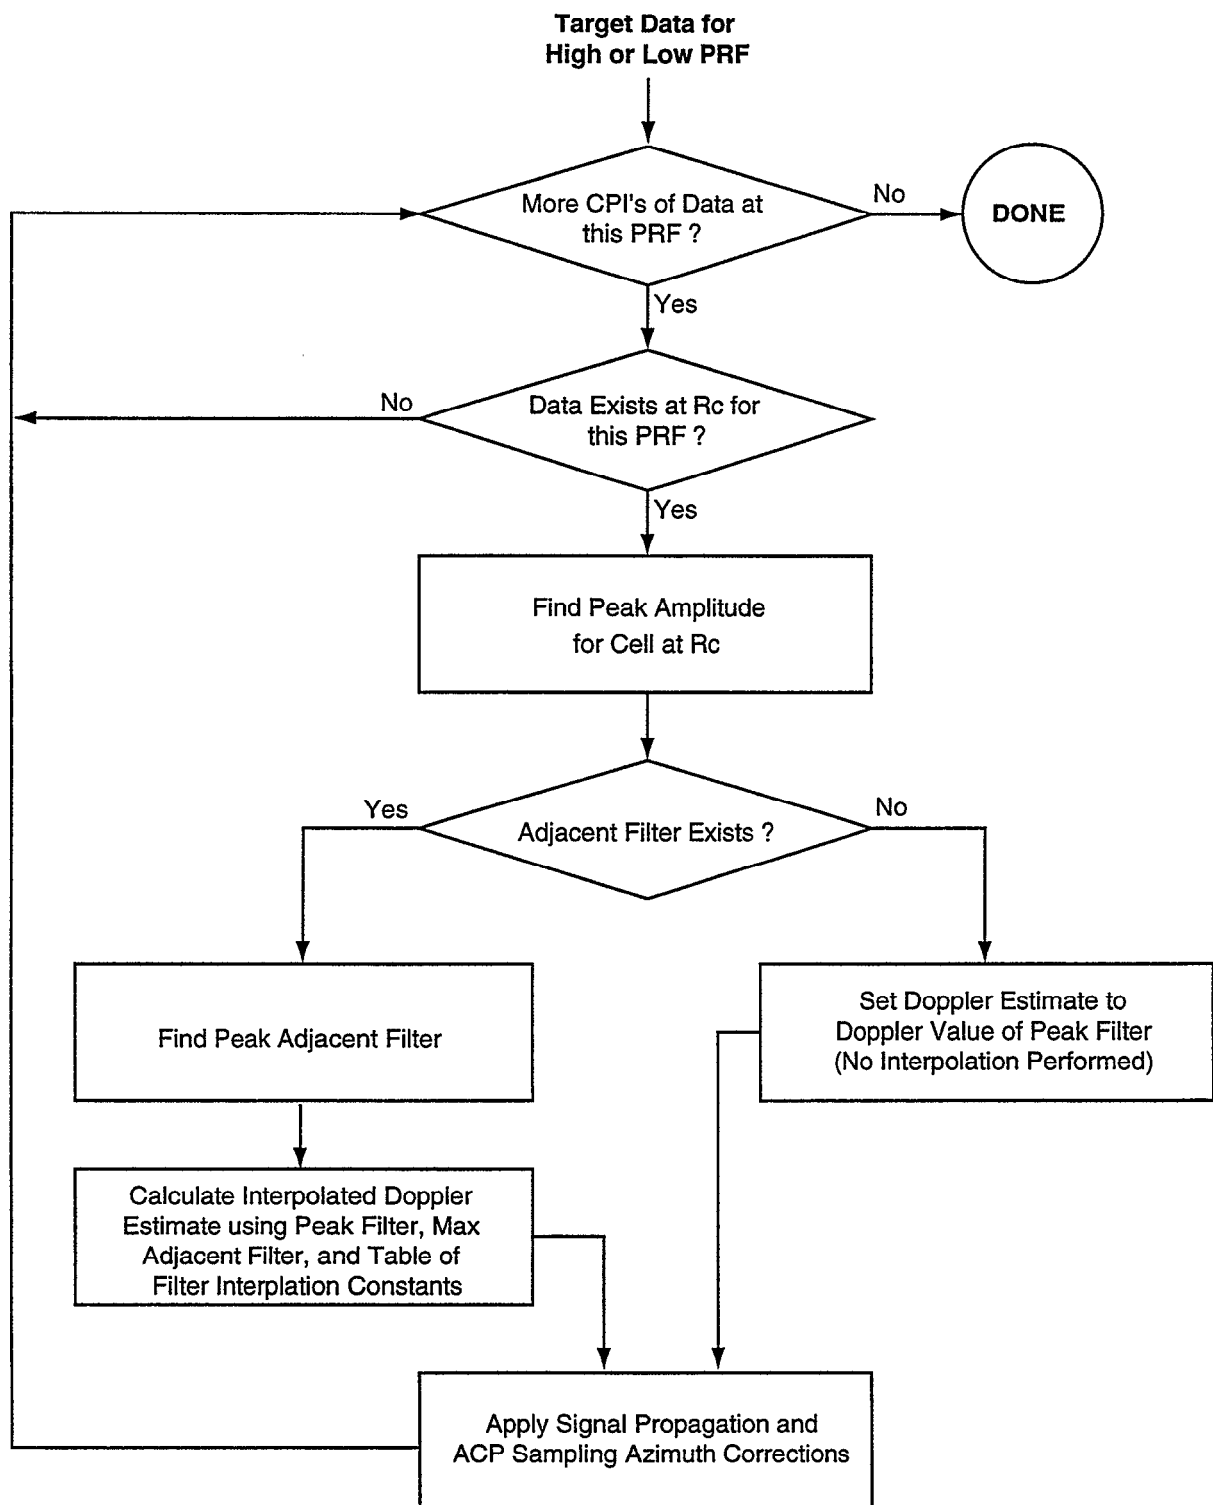 Target Data for
High or Low PRF
More CPI's of Data at
this PRF ?
No
DONE
Yes
Data Exists at Rc for
this PRF ?
No
Yes
Find Peak Amplitude
for Cell at Rc
Adjacent Filter Exists ?
Yes
No
Find Peak Adjacent Filter
Set Doppler Estimate to
Doppler Value of Peak Filter
(No Interpolation Performed)
Calculate Interpolated Doppler
Estimate using Peak Filter, Max
Adjacent Filter, and Table of
Filter Interplation Constants
Apply Signal Propagation and
ACP Sampling Azimuth Corrections